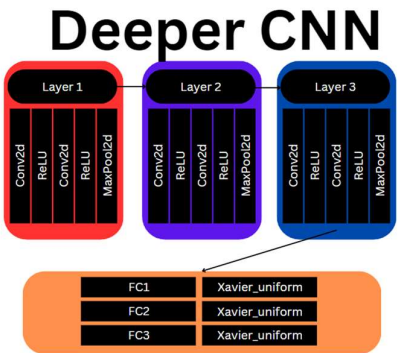 Deeper CNN
Layer 1
Conv2d
ReLU
Conv2d
ReLU
MaxPool2d
Layer 2
Conv2d
ReLU
Conv2d
ReLU
MaxPool2d
Layer 3
Conv2d
ReLU
Conv2d
ReLU
MaxPool2d
FC1 Xavier_uniform
FC2 Xavier_uniform
FC3 Xavier_uniform